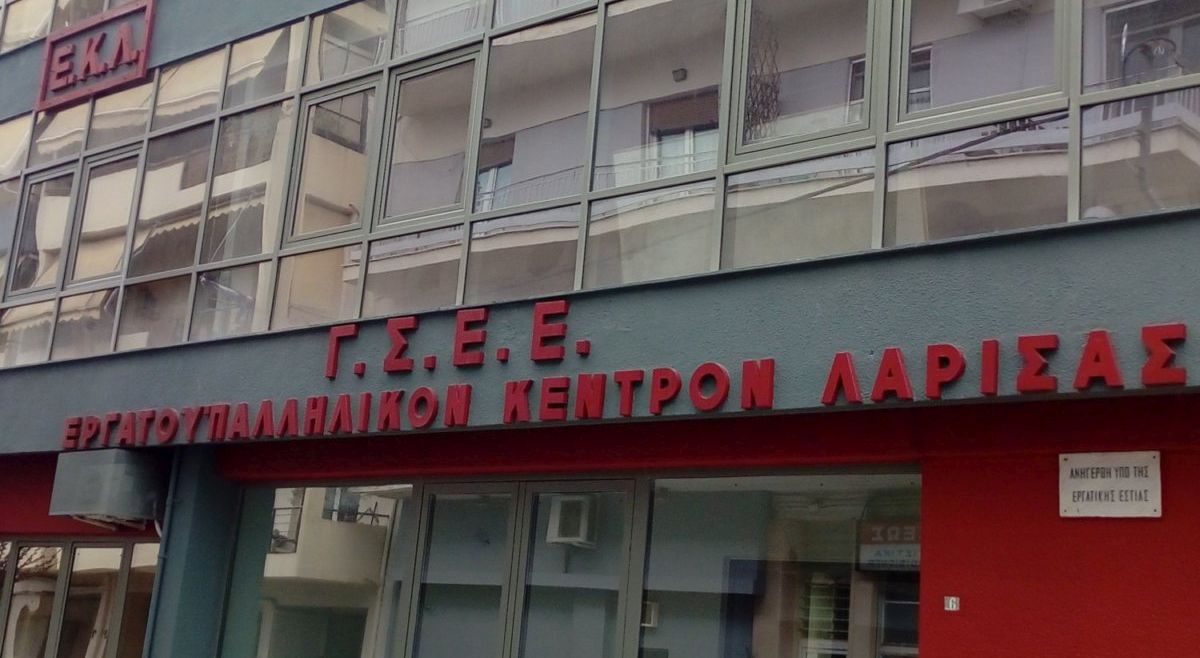 Ε.Κ.Λ.
Γ.Σ.Ε.Ε.
ΕΡΓΑΤΟΥΠΑΛΛΗΛΙΚΟΝ ΚΕΝΤΡΟΝ ΛΑΡΙΣΑΣ
ΑΝΗΓΕΡΘΗ ΥΠΟ ΤΗΣ
ΕΡΓΑΤΙΚΗΣ ΕΣΤΙΑΣ